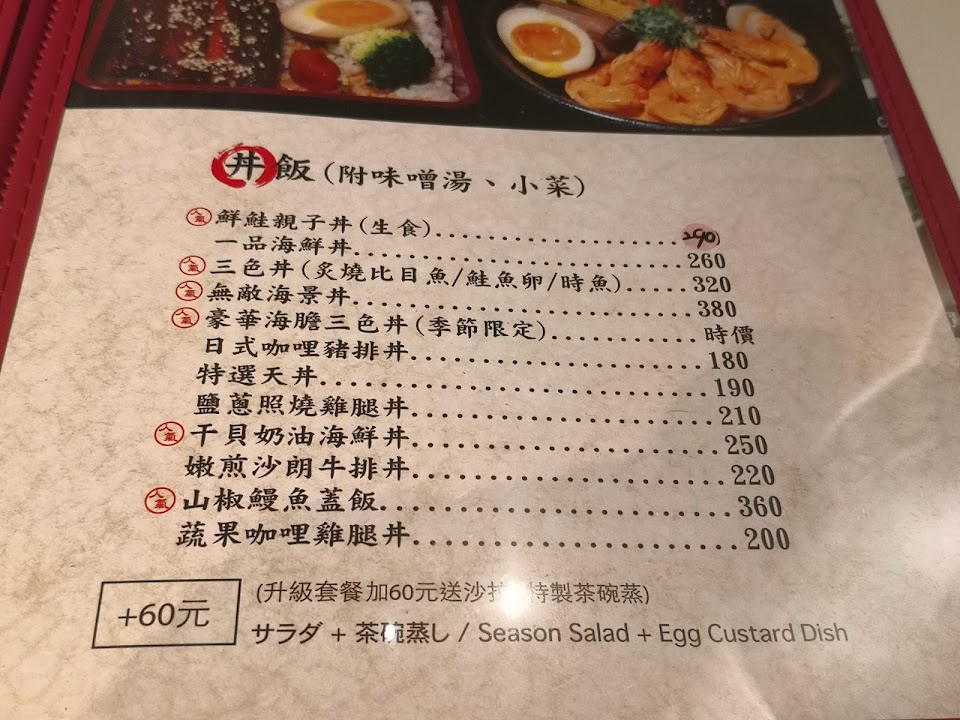 丼飯(附味噌湯、小菜)
人氣 鮮鮭親子丼(生食)....................290
一品海鮮丼..............................260
人氣 三色丼(炙燒比目魚/鮭魚卵/時魚)......320
人氣 無敵海景丼..............................380
人氣 豪華海膽三色丼(季節限定)............時價
日式咖哩豬排丼..........................180
特選天丼..................................190
鹽蔥照燒雞腿丼..........................210
人氣 干貝奶油海鮮丼..........................250
嫩煎沙朗牛排丼..........................220
人氣 山椒鰻魚蓋飯............................360
蔬果咖哩雞腿丼..........................200
+60元
(升級套餐加60元送沙拉 特製茶碗蒸)
サラダ + 茶碗蒸し / Season Salad + Egg Custard Dish